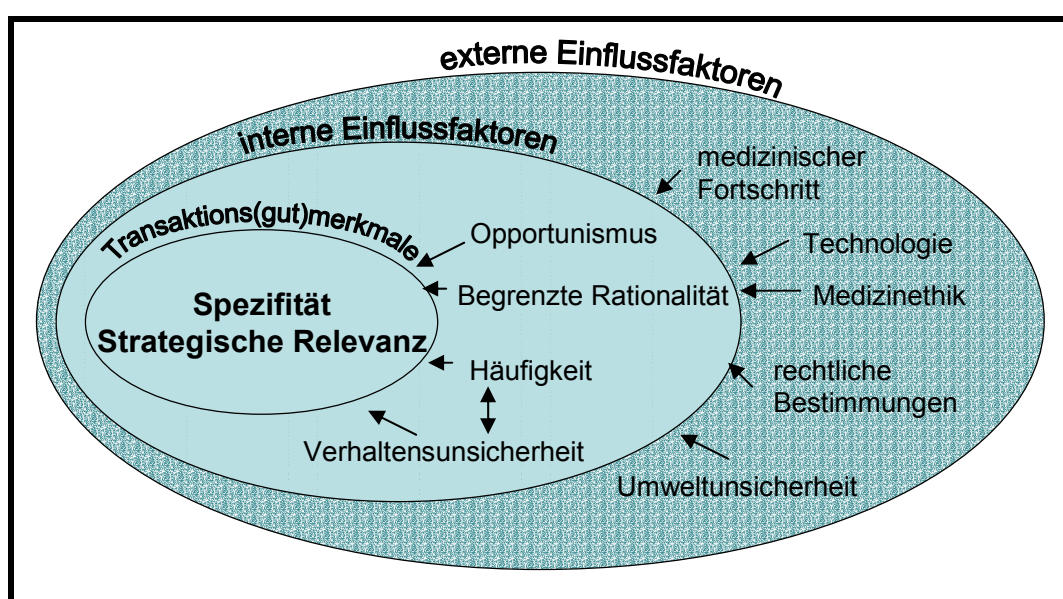 externe Einflussfaktoren
interne Einflussfaktoren
Transaktions(gut)merkmale
Spezifität
Strategische Relevanz
Opportunismus
Begrenzte Rationalität
Häufigkeit
Verhaltensunsicherheit
medizinischer
Fortschritt
Technologie
Medizinethik
rechtliche
Bestimmungen
Umweltunsicherheit